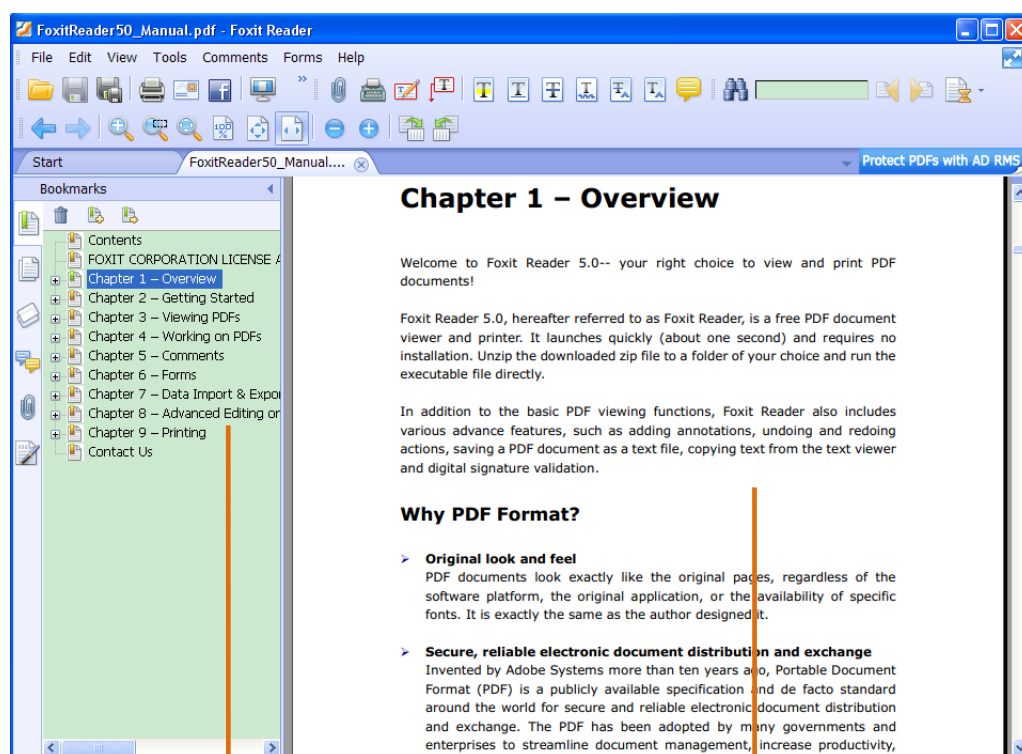 FoxitReader50_Manual.pdf - Foxit Reader
File Edit View Tools Comments Forms Help
Start
FoxitReader50_Manual....
Protect PDFs with AD RMS
Bookmarks
Contents
FOXIT CORPORATION LICENSE A
Chapter 1 – Overview
Chapter 2 – Getting Started
Chapter 3 – Viewing PDFs
Chapter 4 – Working on PDFs
Chapter 5 – Comments
Chapter 6 – Forms
Chapter 7 – Data Import & Expor
Chapter 8 – Advanced Editing on
Chapter 9 – Printing
Contact Us
Chapter 1 – Overview
Welcome to Foxit Reader 5.0-- your right choice to view and print PDF
documents!
Foxit Reader 5.0, hereafter referred to as Foxit Reader, is a free PDF document
viewer and printer. It launches quickly (about one second) and requires no
installation. Unzip the downloaded zip file to a folder of your choice and run the
executable file directly.
In addition to the basic PDF viewing functions, Foxit Reader also includes
various advance features, such as adding annotations, undoing and redoing
actions, saving a PDF document as a text file, copying text from the text viewer
and digital signature validation.
Why PDF Format?
➢ Original look and feel
PDF documents look exactly like the original pages, regardless of the
software platform, the original application, or the availability of specific
fonts. It is exactly the same as the author designed it.
➢ Secure, reliable electronic document distribution and exchange
Invented by Adobe Systems more than ten years ago, Portable Document
Format (PDF) is a publicly available specification and de facto standard
around the world for secure and reliable electronic document distribution
and exchange. The PDF has been adopted by many governments and
enterprises to streamline document management, increase productivity,